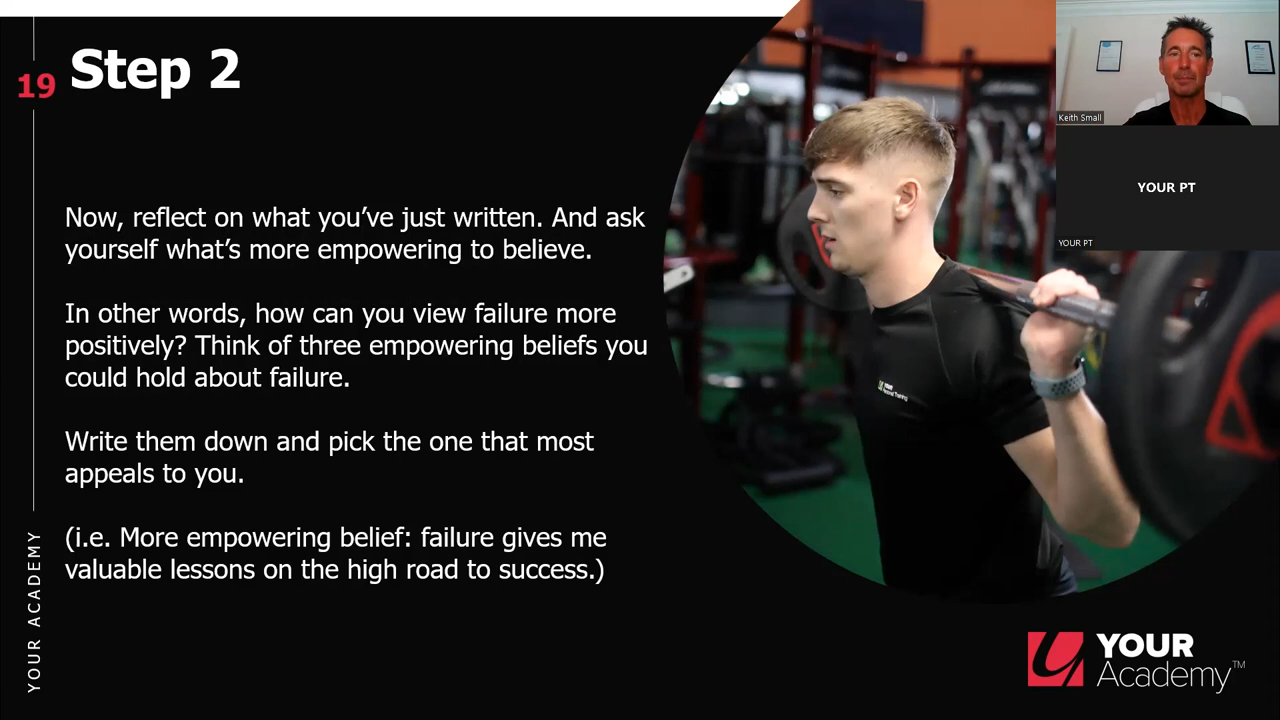 19
Step 2
Now, reflect on what you’ve just written. And ask
yourself what’s more empowering to believe.
In other words, how can you view failure more
positively? Think of three empowering beliefs you
could hold about failure.
Write them down and pick the one that most
appeals to you.
(i.e. More empowering belief: failure gives me
valuable lessons on the high road to success.)
YOUR ACADEMY
Keith Small
YOUR PT
YOUR PT
YOUR
Personal Training
YOUR
Academy™